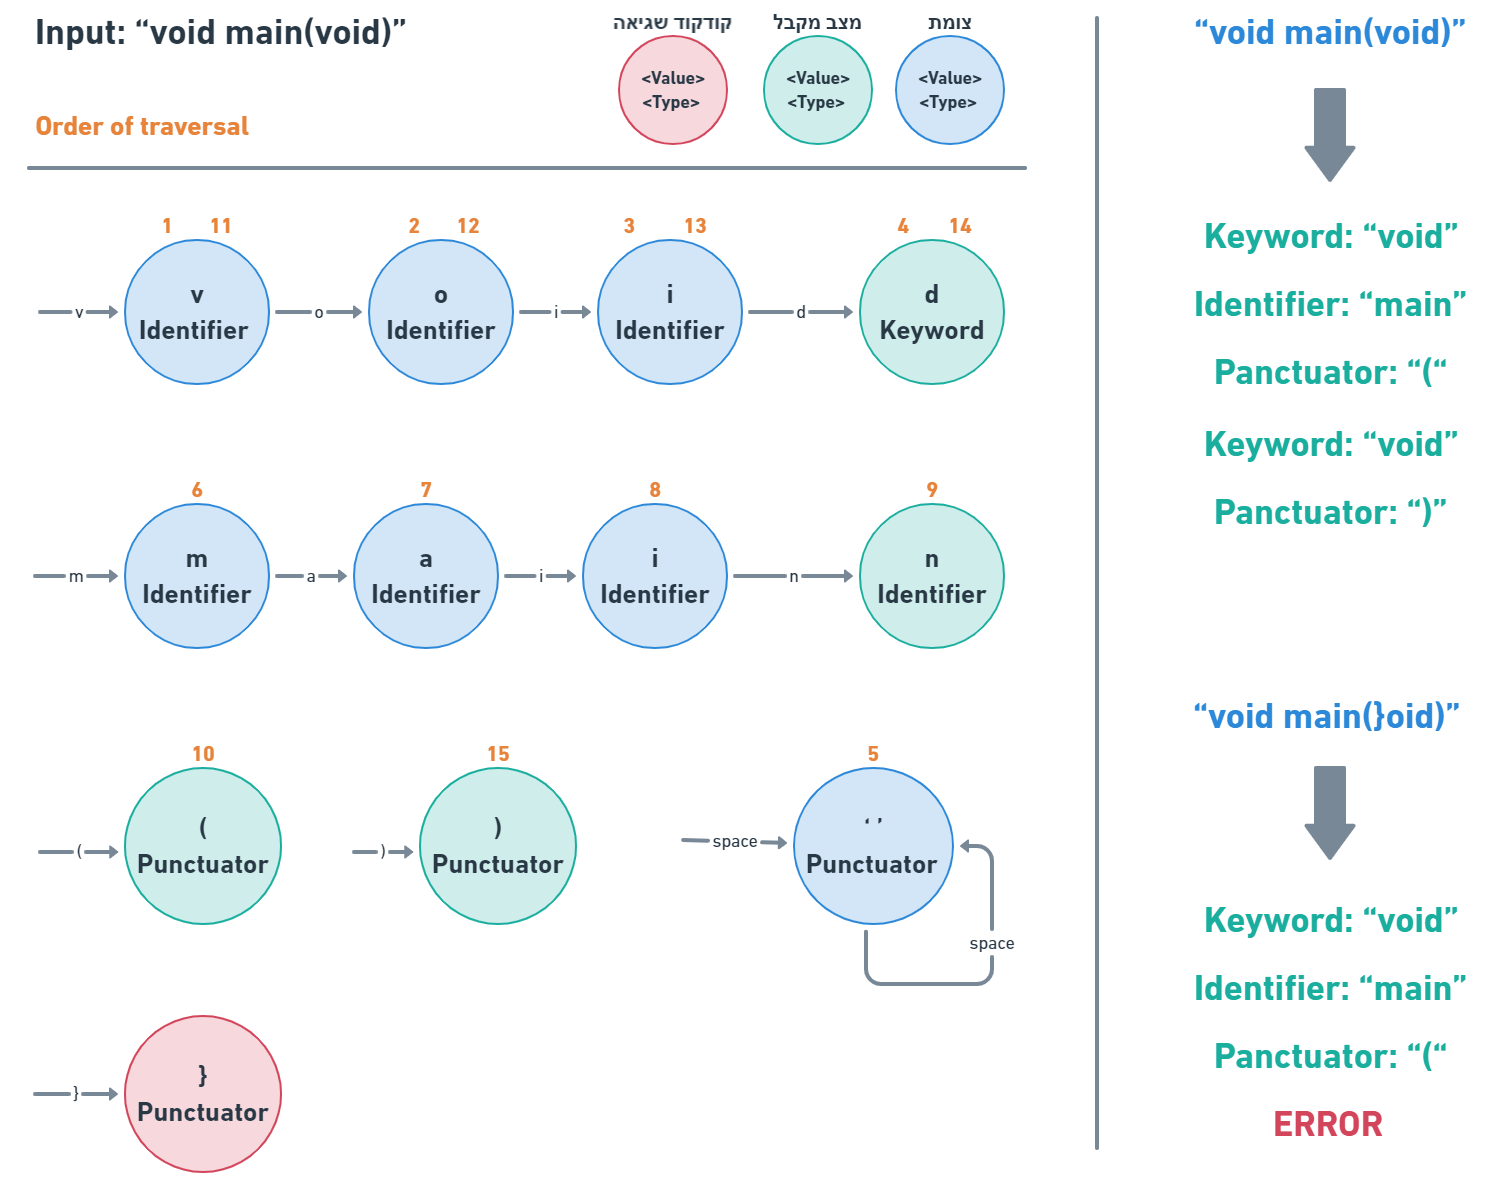 Input: “void main(void)”
קודקוד שגיאה
<Value>
<Type>
מצב מקבל
<Value>
<Type>
צומת
<Value>
<Type>
Order of traversal
1 11
2 12
3 13
4 14
v
v
Identifier
o
o
Identifier
i
i
Identifier
d
d
Keyword
6
7
8
9
m
m
Identifier
a
a
Identifier
i
i
Identifier
n
n
Identifier
10
15
5
(
(
Punctuator
)
)
Punctuator
space
‘ ’
Punctuator
space
}
}
Punctuator
“void main(void)”
Keyword: “void”
Identifier: “main”
Panctuator: “(“
Keyword: “void”
Panctuator: “)”
“void main(}oid)”
Keyword: “void”
Identifier: “main”
Panctuator: “(“
ERROR